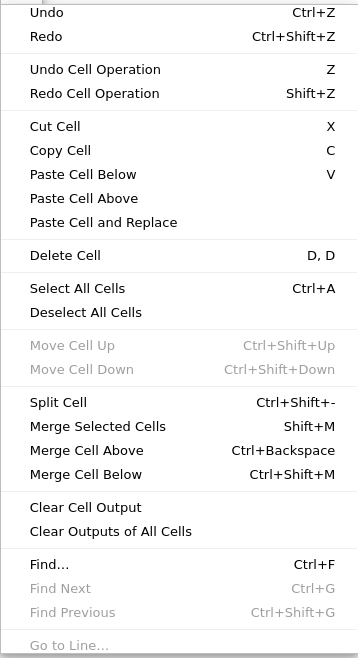 Undo Ctrl+Z
Redo Ctrl+Shift+Z
Undo Cell Operation Z
Redo Cell Operation Shift+Z
Cut Cell X
Copy Cell C
Paste Cell Below V
Paste Cell Above
Paste Cell and Replace
Delete Cell D, D
Select All Cells Ctrl+A
Deselect All Cells
Move Cell Up Ctrl+Shift+Up
Move Cell Down Ctrl+Shift+Down
Split Cell Ctrl+Shift+-
Merge Selected Cells Shift+M
Merge Cell Above Ctrl+Backspace
Merge Cell Below Ctrl+Shift+M
Clear Cell Output
Clear Outputs of All Cells
Find… Ctrl+F
Find Next Ctrl+G
Find Previous Ctrl+Shift+G
Go to Line…